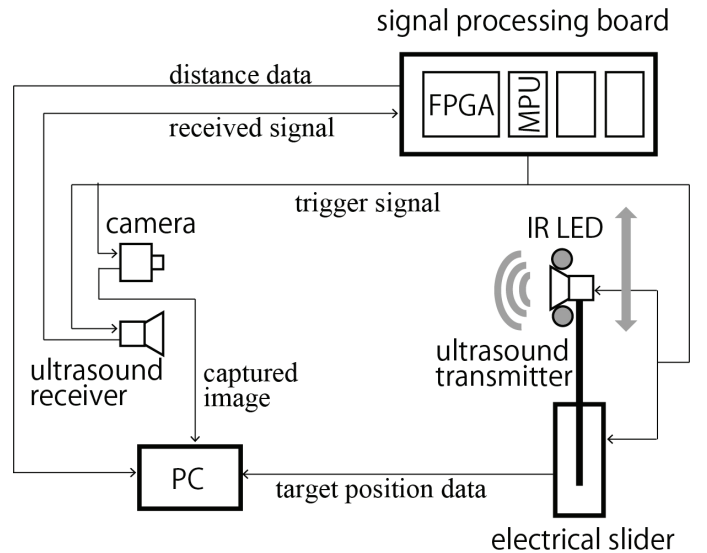 signal processing board
distance data
FPGA
MPU
received signal
trigger signal
camera
IR LED
ultrasound
receiver
ultrasound
transmitter
captured
image
PC
target position data
electrical slider